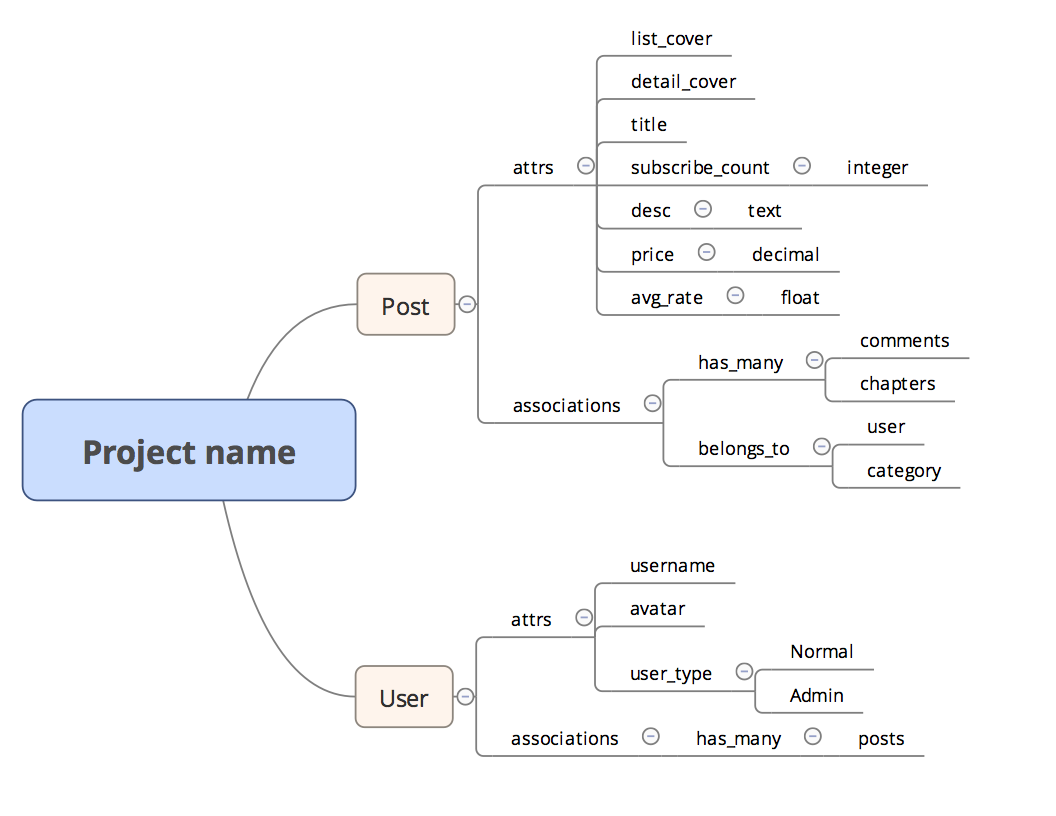 list_cover
detail_cover
title
attrs
subscribe_count
integer
desc
text
price
decimal
avg_rate
float
Post
has_many
comments
chapters
associations
belongs_to
user
category
Project name
username
attrs
avatar
user_type
Normal
Admin
User
associations
has_many
posts